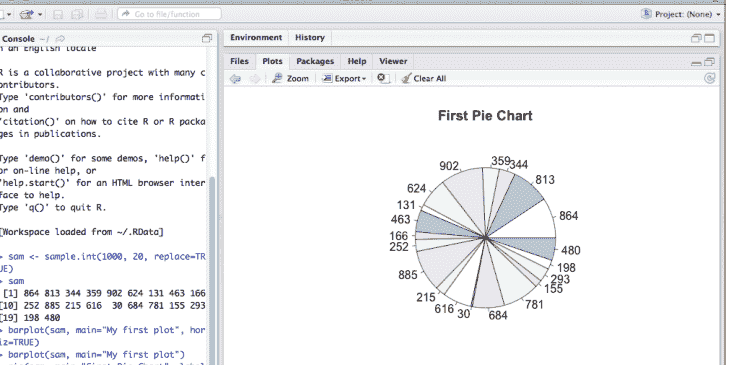 Go to file/function
Project: (None)
Console ~/
Environment History
n an English locale
R is a collaborative project with many c
ontributors.
Type 'contributors()' for more informati
on and
'citation()' on how to cite R or R packa
ges in publications.
Type 'demo()' for some demos, 'help()' f
or on-line help, or
'help.start()' for an HTML browser inter
face to help.
Type 'q()' to quit R.
[Workspace loaded from ~/.RData]
> sam <- sample.int(1000, 20, replace=TR
UE)
> sam
[1] 864 813 344 359 902 624 131 463 166
[10] 252 885 215 616 30 684 781 155 293
[19] 198 480
> barplot(sam, main="My first plot", hor
iz=TRUE)
> barplot(sam, main="My first plot")
Files Plots Packages Help Viewer
Zoom Export Clear All
First Pie Chart
902 359 344
813
624
131
864
463
166
480
252
198
885
293
155
215
781
616
30
684